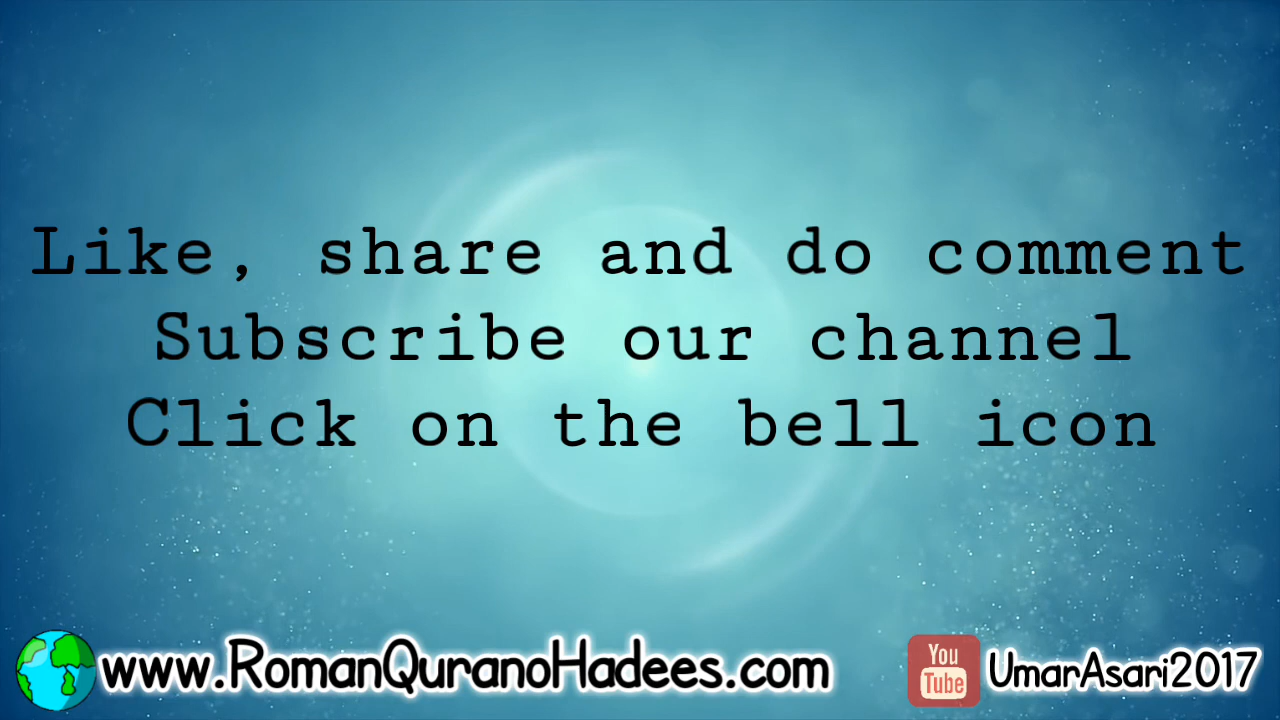 Like, share and do comment
Subscribe our channel
Click on the bell icon
www.RomanQuranoHadees.com
You
Tube
UmarAsari2017